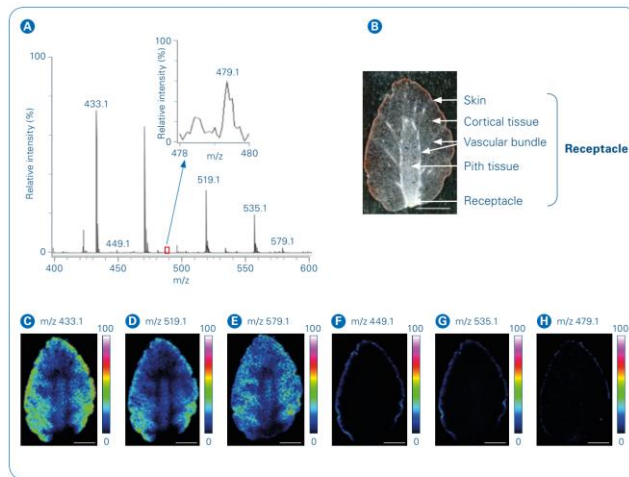 A
100
Relative intensity (%)
0
433.1
449.1
519.1
535.1
579.1
400 450 500 550 600
m/z
100
Relative intensity (%)
0
479.1
478 m/z 480
B
Skin
Cortical tissue
Vascular bundle
Pith tissue
Receptacle
Receptacle
C m/z 433.1
100
0
D m/z 519.1
100
0
E m/z 579.1
100
0
F m/z 449.1
100
0
G m/z 535.1
100
0
H m/z 479.1
100
0